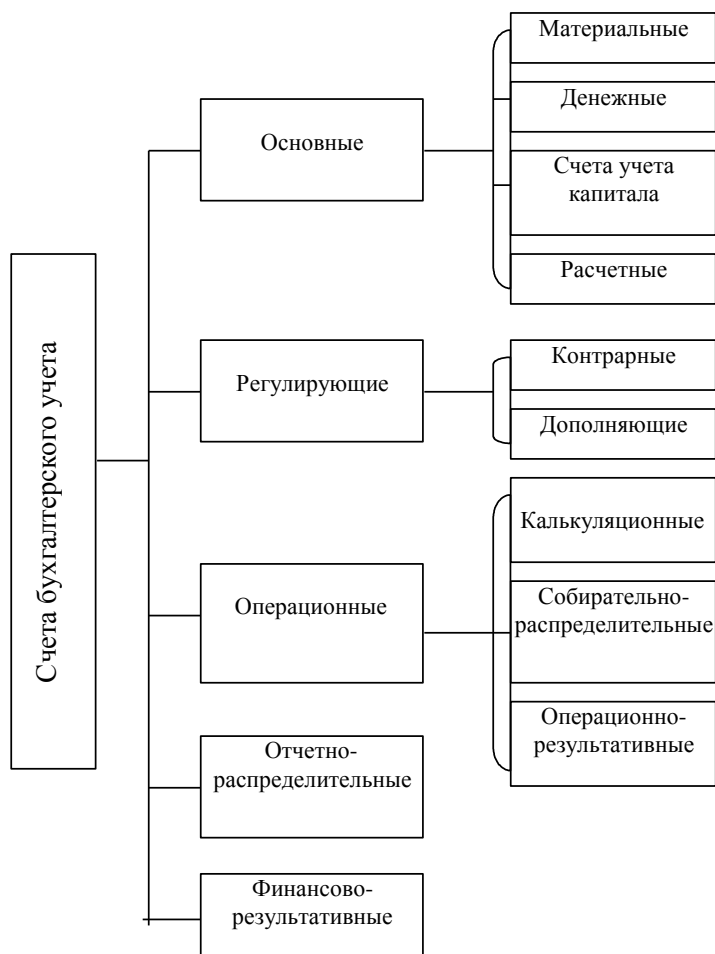 Счета бухгалтерского учета
Основные
Материальные
Денежные
Счета учета
капитала
Расчетные
Регулирующие
Контрарные
Дополняющие
Операционные
Калькуляционные
Собирательно-
распределительные
Операционно-
результативные
Отчетно-
распределительные
Финансово-
результативные